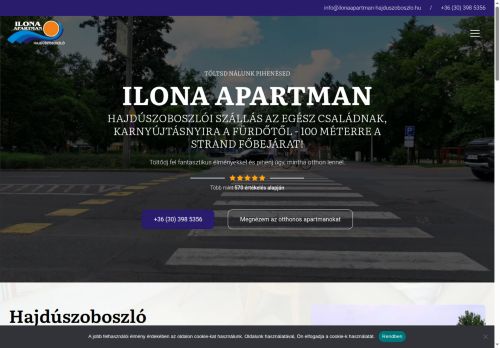 info@ilonaapartman-hajduszoboszlo.hu / +36 (30) 398 5356
ILONA
APARTMAN
HAJDÚSZOBOSZLÓ
TÖLTSD NÁLUNK PIHENÉSED
ILONA APARTMAN
HAJDÚSZOBOSZLÓI SZÁLLÁS AZ EGÉSZ CSALÁDNAK,
KARNYÚJTÁSNYIRA A FÜRDŐTŐL - 100 MÉTERRE A
STRAND FŐBEJÁRAT!
Töltődj fel fantasztikus élményekkel és pihenj úgy, mintha otthon lennél.
Több mint 570 értékelés alapján
+36 (30) 398 5356
Megnézem az otthonos apartmanokat
Hajdúszoboszló
A jobb felhasználói élmény érdekében az oldalon cookie-kat használunk. Oldalunk használatával, Ön elfogadja a cookie-k használatát.
Rendben